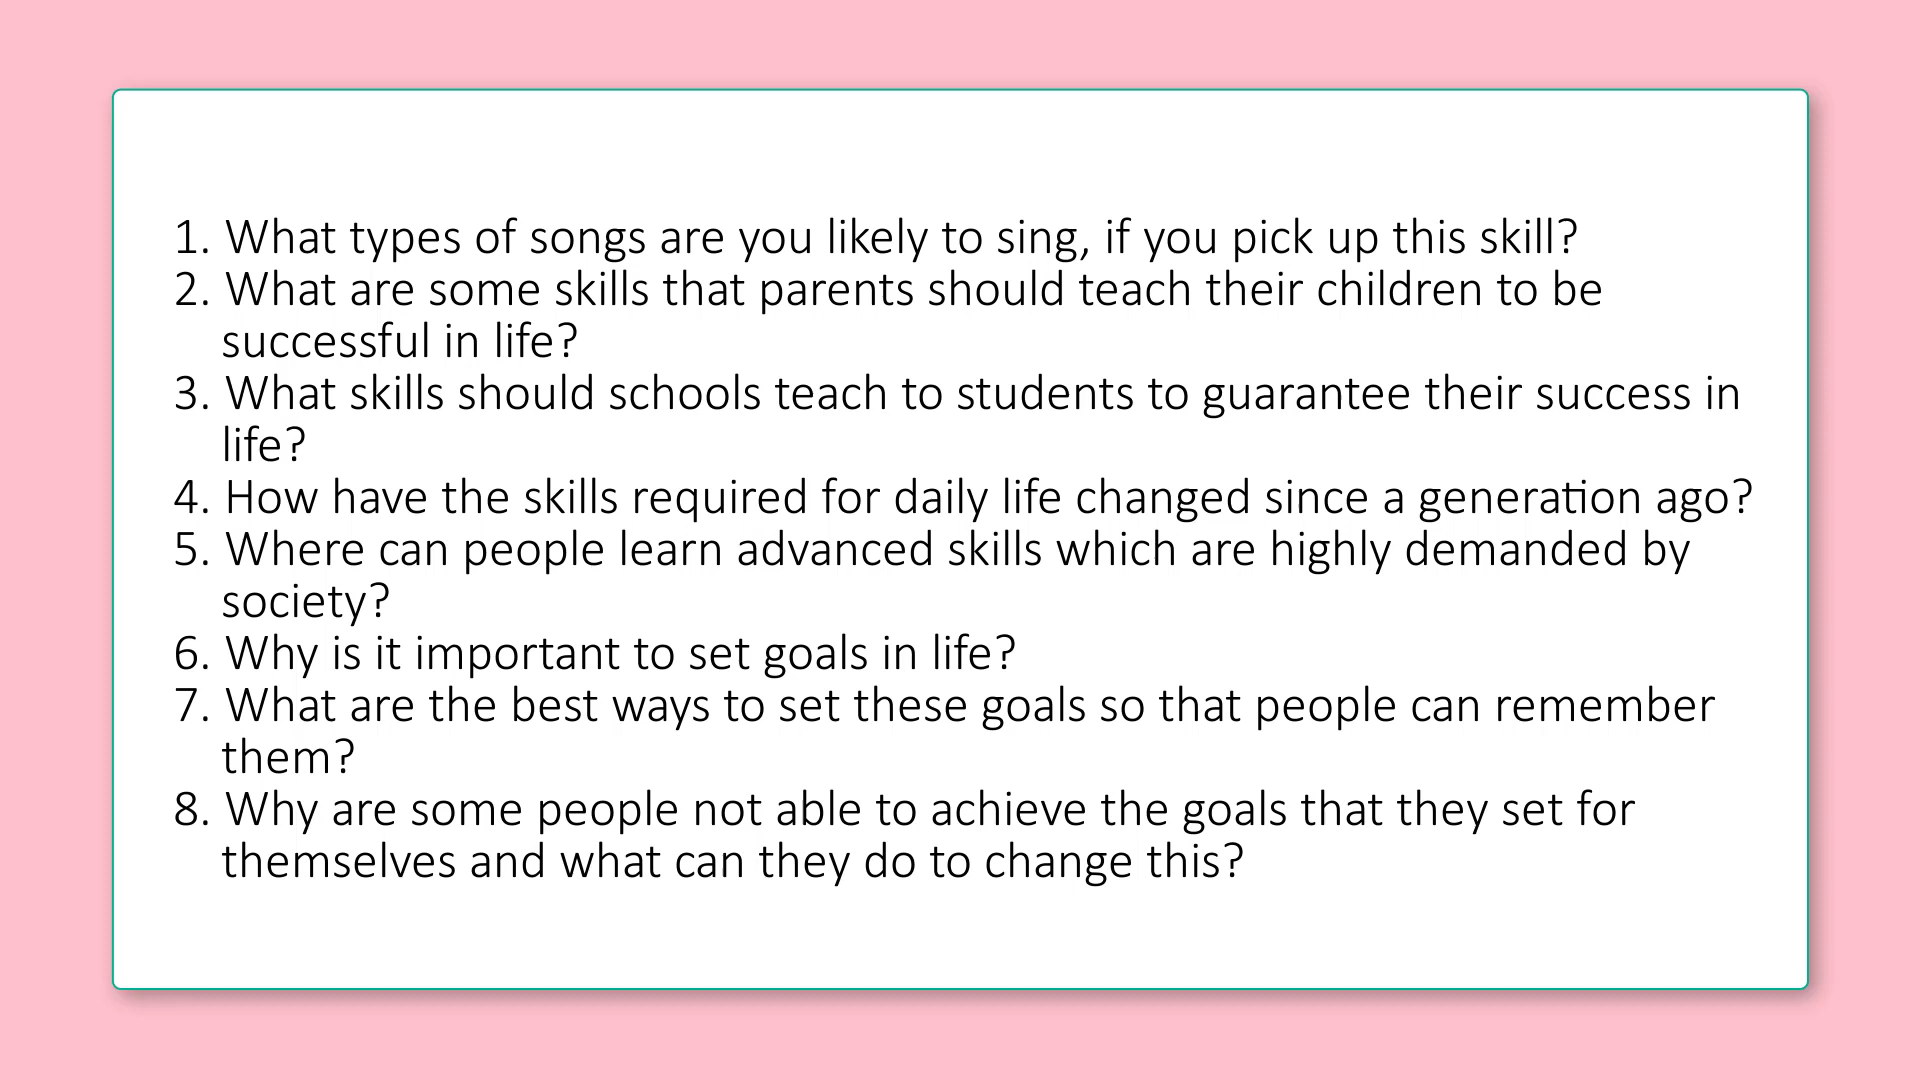 1. What types of songs are you likely to sing, if you pick up this skill?
2. What are some skills that parents should teach their children to be
successful in life?
3. What skills should schools teach to students to guarantee their success in
life?
4. How have the skills required for daily life changed since a generation ago?
5. Where can people learn advanced skills which are highly demanded by
society?
6. Why is it important to set goals in life?
7. What are the best ways to set these goals so that people can remember
them?
8. Why are some people not able to achieve the goals that they set for
themselves and what can they do to change this?